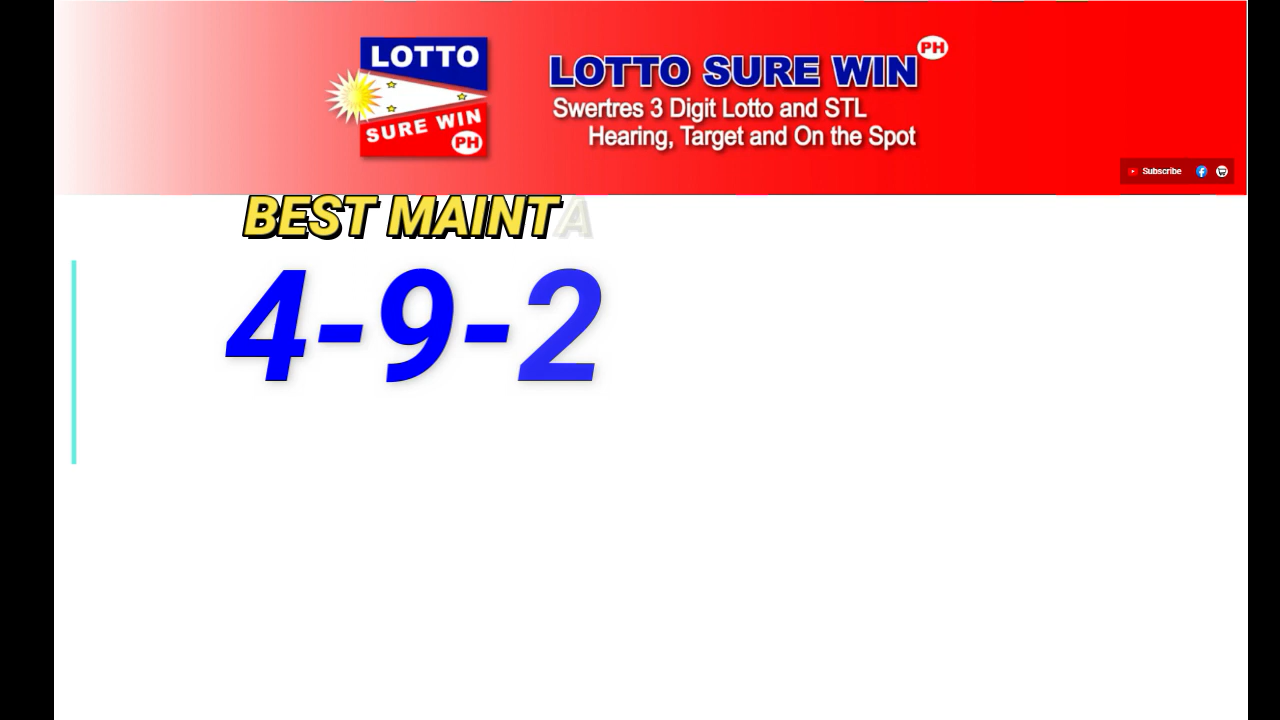 LOTTO
SURE WIN
PH
LOTTO SURE WIN PH
Swertres 3 Digit Lotto and STL
Hearing, Target and On the Spot
Subscribe
BEST MAINTA
4-9-2